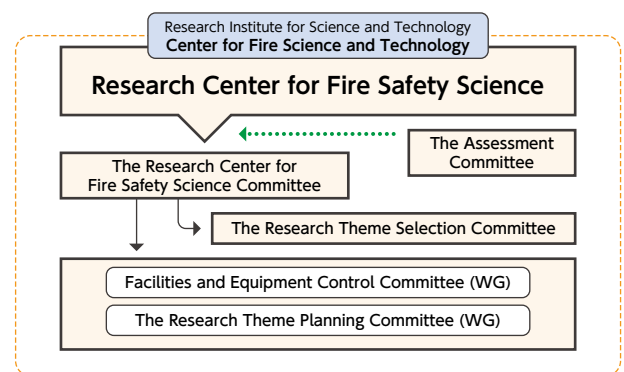 Research Institute for Science and Technology
Center for Fire Science and Technology
Research Center for Fire Safety Science
The Assessment
Committee
The Research Center for
Fire Safety Science Committee
The Research Theme Selection Committee
Facilities and Equipment Control Committee (WG)
The Research Theme Planning Committee (WG)